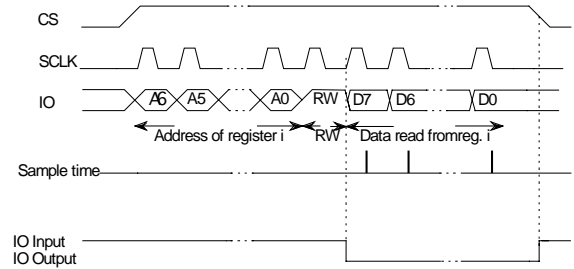 CS
SCLK
IO A6 A5 A0 RW D7 D6 D0
Address of register i RW Data read fromreg. i
Sample time
IO Input
IO Output